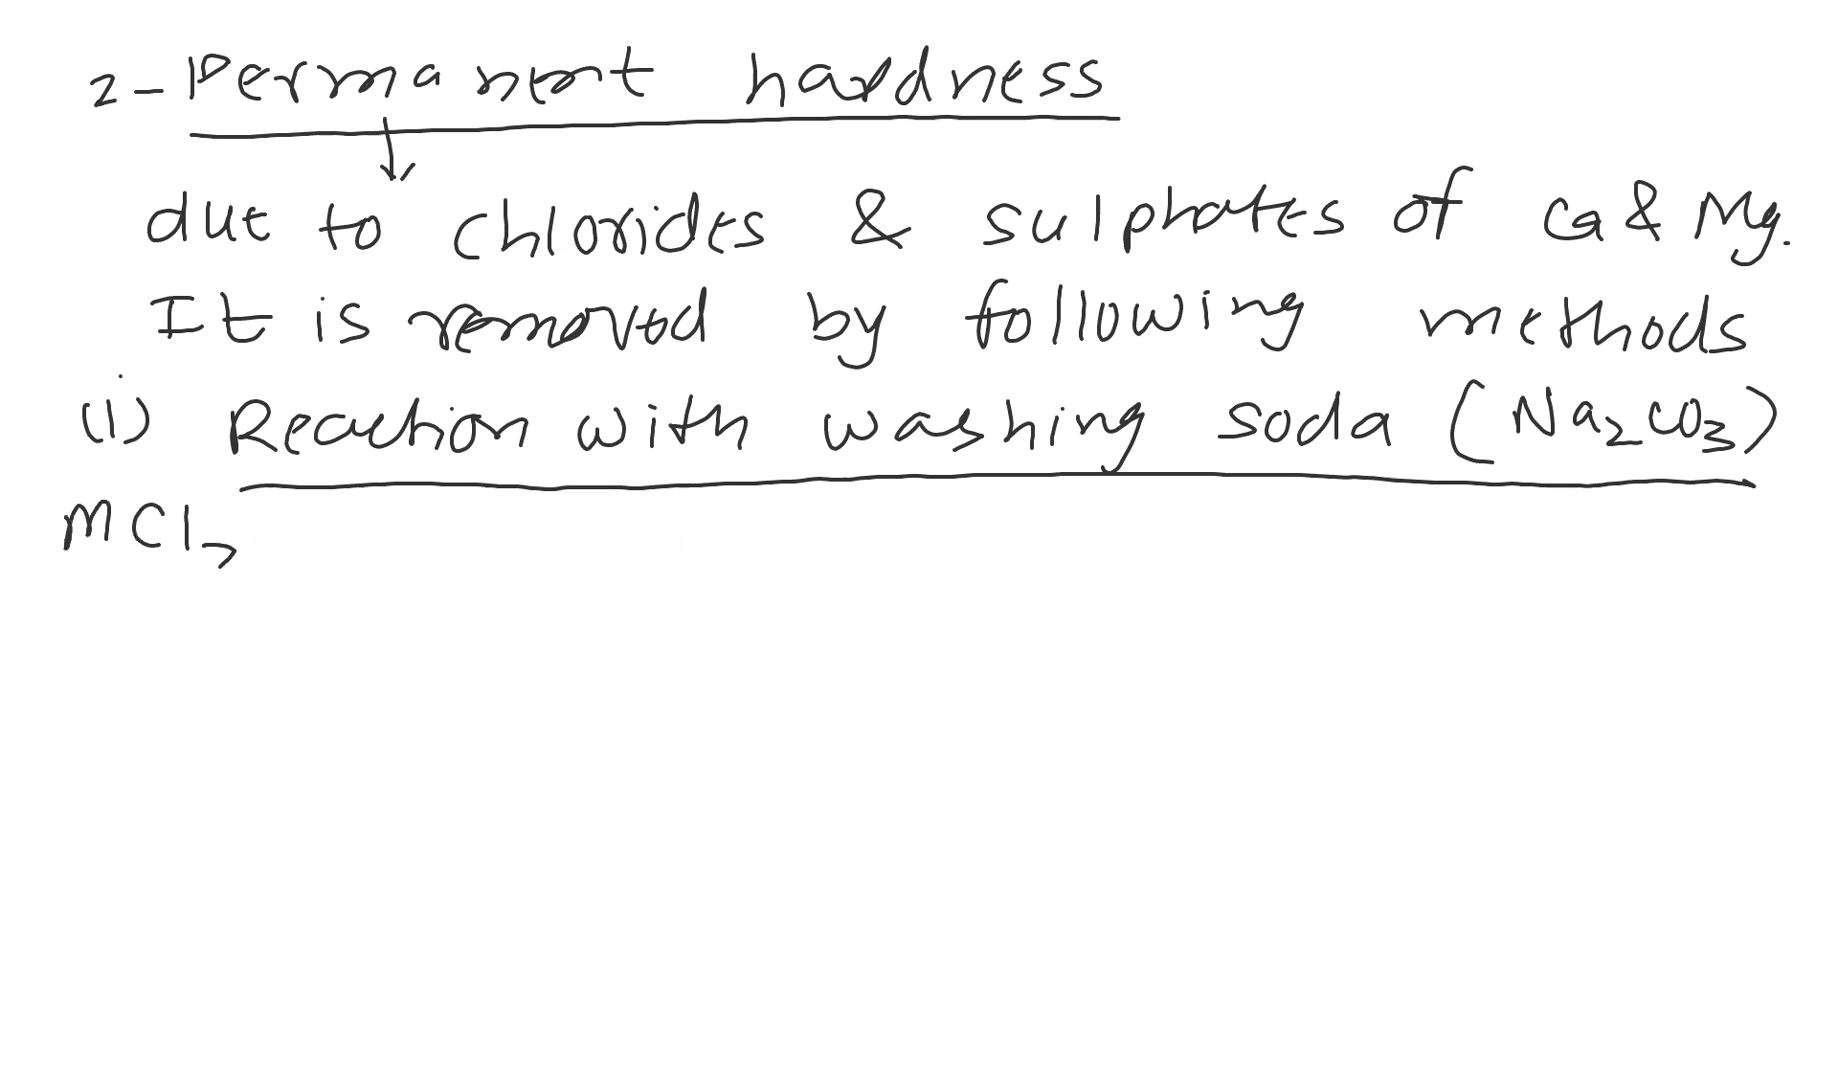 2- Permanent hardness
due to chlorides & sulphates of Ca & Mg.
It is removed by following methods
(i) Reaction with washing soda (Na₂CO₃)
MCl₂